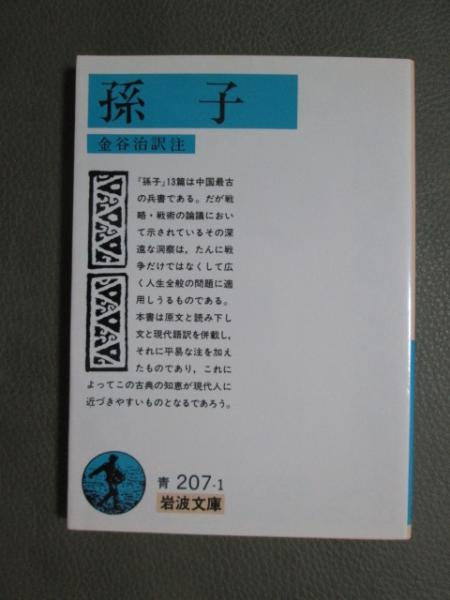 孫子
金谷治訳注
『孫子』13篇は中国最古
の兵書である。だが戦
略・戦術の論議におい
て示されているその深
遠な洞察は，たんに戦
争だけではなくして広
く人生全般の問題に適
用しうるものである。
本書は原文と読み下し
文と現代語訳を併載し，
それに平易な注を加え
たものであり，これに
よってこの古典の知恵が現代人に
近づきやすいものとなるであろう。
青 207-1
岩波文庫